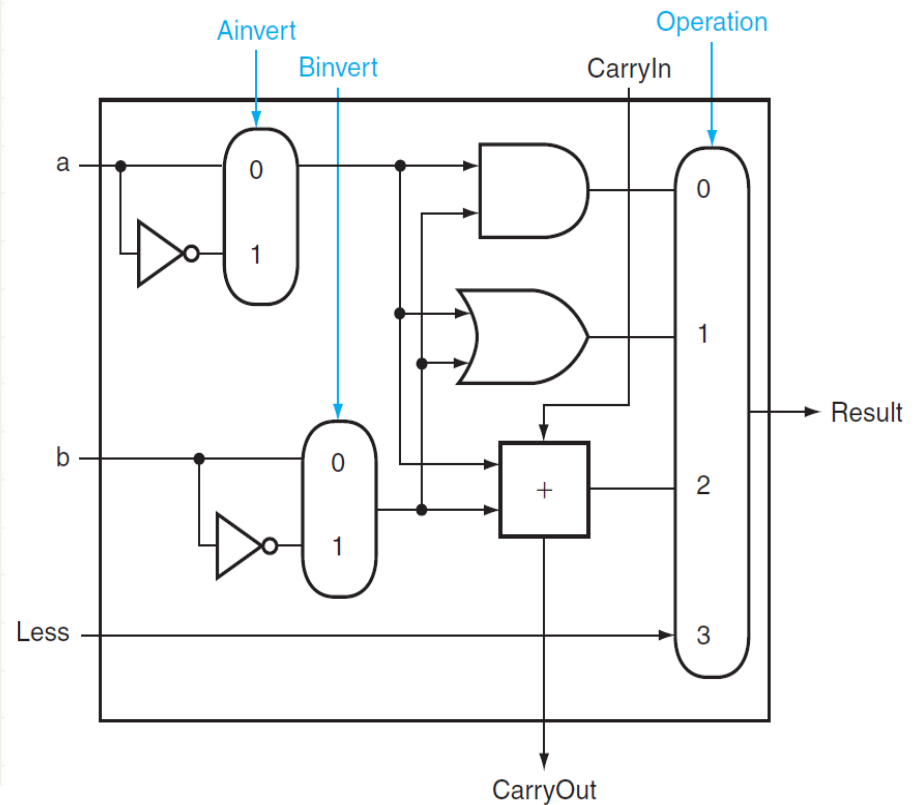 Ainvert
Operation
Binvert
CarryIn
a
0
0
1
1
Result
b
0
+
2
1
Less
3
CarryOut